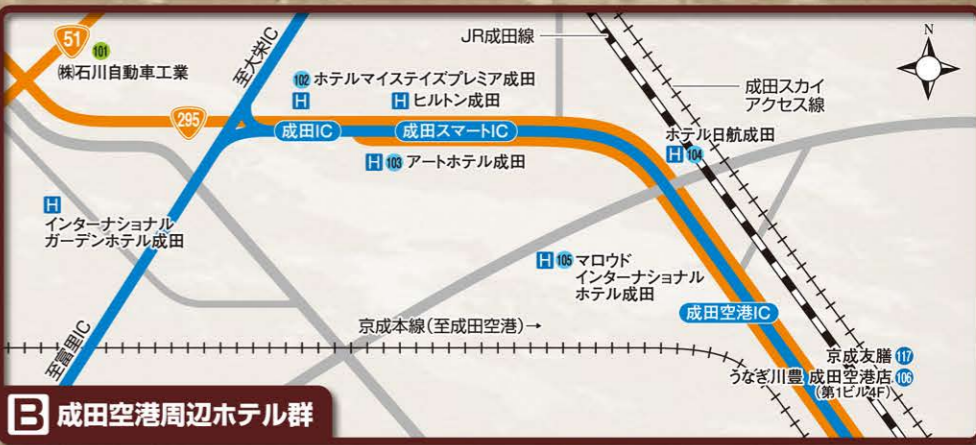 JR成田線
N
51
101
㈱石川自動車工業
至大栄IC
102 ホテルマイステイズプレミア成田
H
H ヒルトン成田
成田スカイ
アクセス線
295
成田IC
成田スマートIC
ホテル日航成田
H 104
H 103 アートホテル成田
H
インターナショナル
ガーデンホテル成田
H 105 マロウド
インターナショナル
ホテル成田
成田空港IC
京成本線(至成田空港)→
至富里IC
京成友膳 117
うなぎ川豊 成田空港店 106
(第1ビル4F)
B 成田空港周辺ホテル群